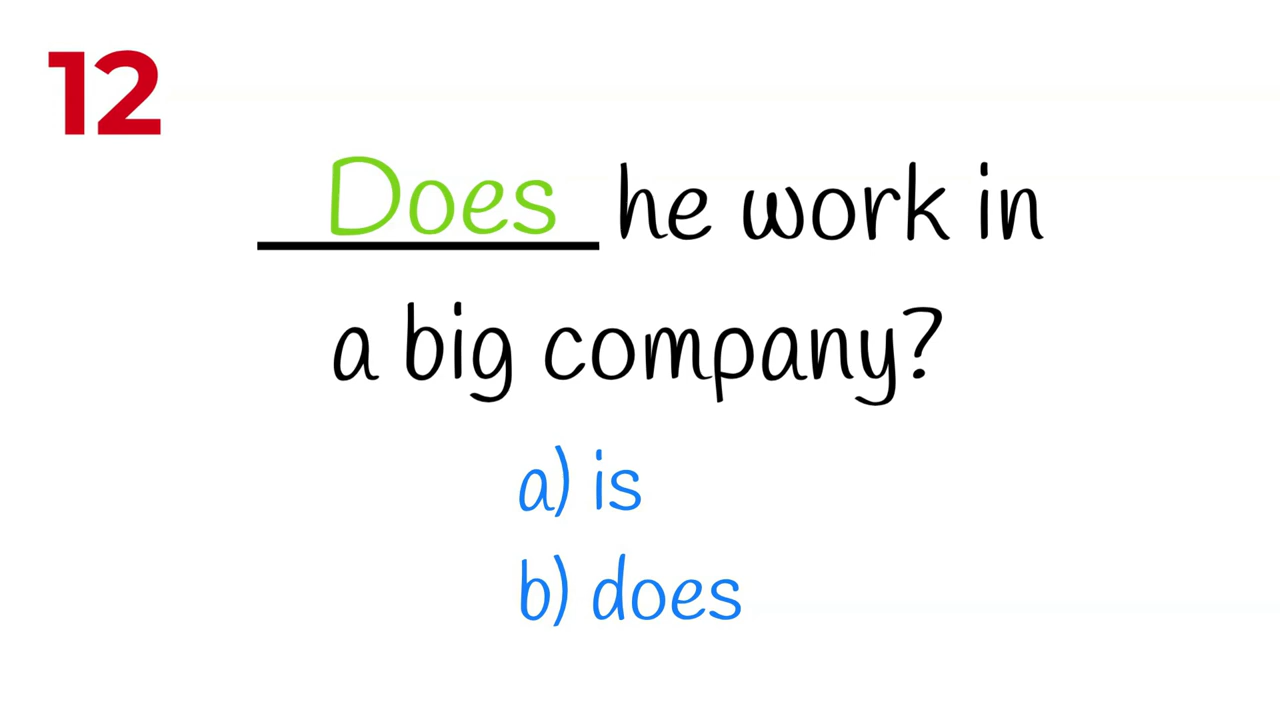 12
Does he work in
a big company?
a) is
b) does